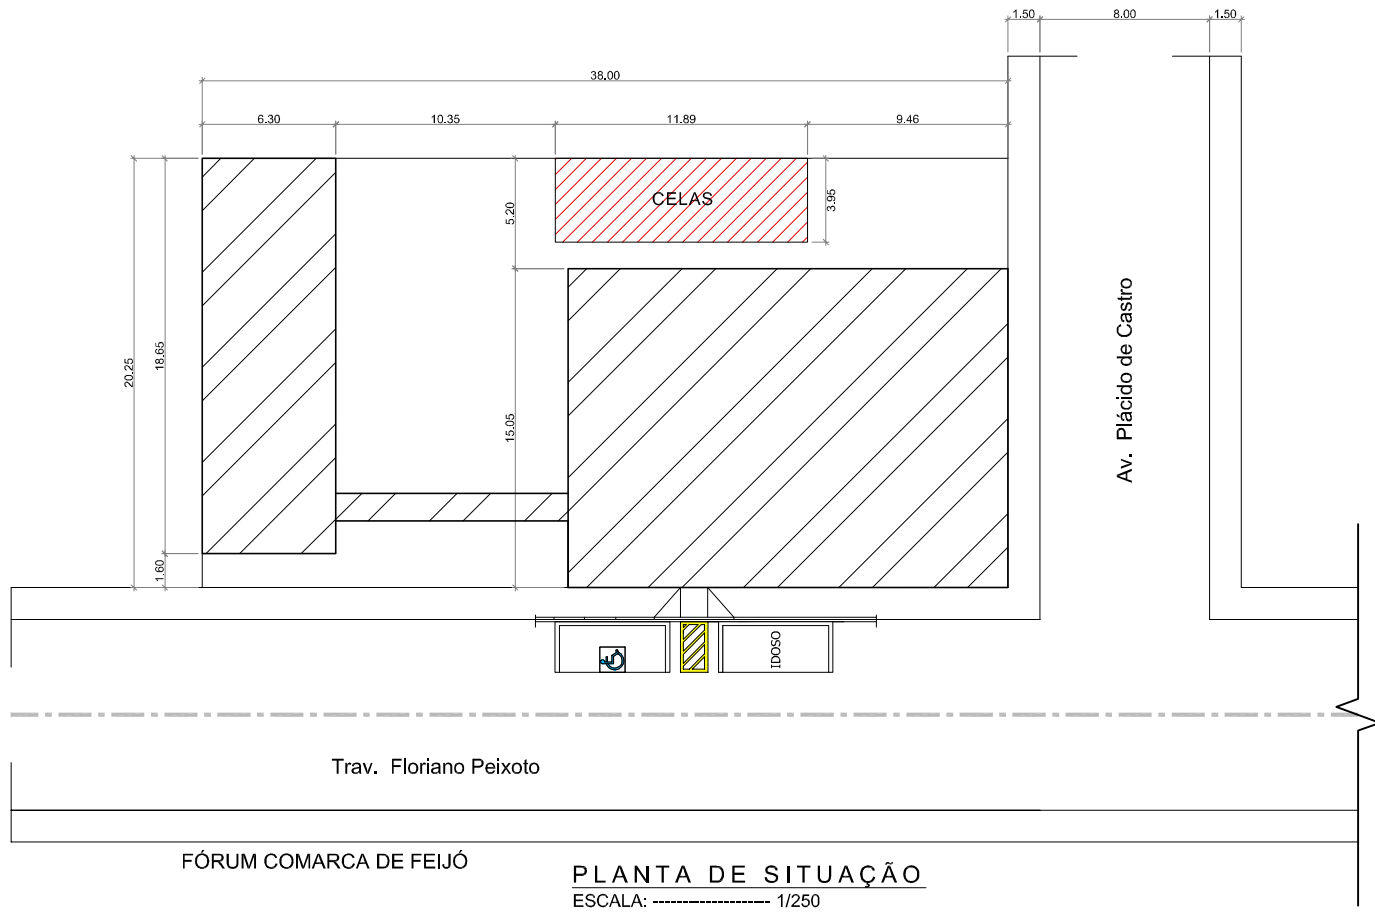 1.50
8.00
1.50
38.00
6.30
10.35
11.89
9.46
CELAS
3.95
5.20
20.25
18.65
15.05
1.60
Av. Plácido de Castro
IDOSO
Trav. Floriano Peixoto
FÓRUM COMARCA DE FEIJÓ
PLANTA DE SITUAÇÃO
ESCALA: -------------------- 1/250